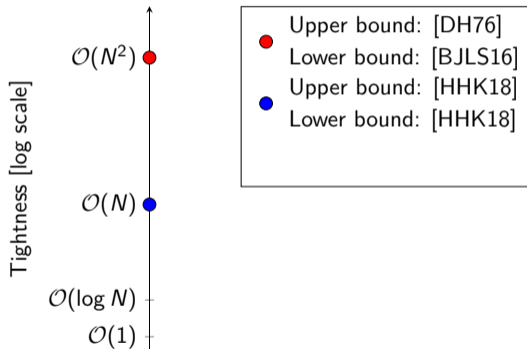 Tightness [log scale]
𝒪(N²)
𝒪(N)
𝒪(log N)
𝒪(1)
Upper bound: [DH76]
Lower bound: [BJLS16]
Upper bound: [HHK18]
Lower bound: [HHK18]